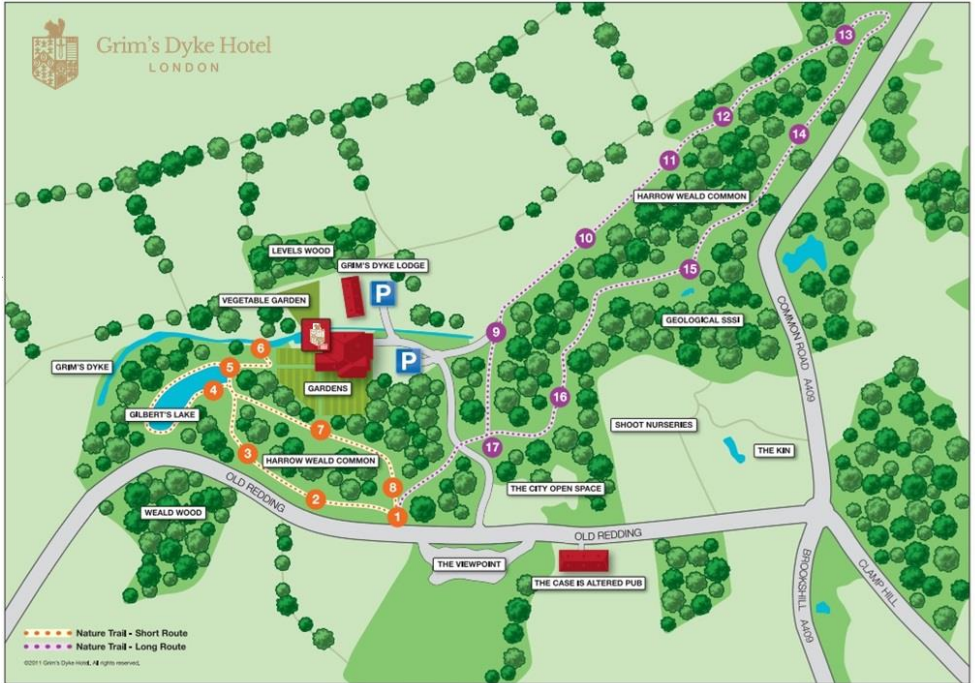 Grim's Dyke Hotel
LONDON
13
12
14
11
HARROW WEALD COMMON
10
LEVELS WOOD
GRIM'S DYKE LODGE
15
VEGETABLE GARDEN
P
GEOLOGICAL SSSI
COMMON ROAD A409
9
6
GRIM'S DYKE
5
P
4
GARDENS
16
GILBERT'S LAKE
7
SHOOT NURSERIES
3
17
THE KIN
HARROW WEALD COMMON
8
THE CITY OPEN SPACE
OLD REDDING
2
WEALD WOOD
1
OLD REDDING
THE VIEWPOINT
THE CASE IS ALTERED PUB
BROOKSHILL A409
CLAMP HILL
Nature Trail - Short Route
Nature Trail - Long Route
©2011 Grim's Dyke Hotel. All rights reserved.